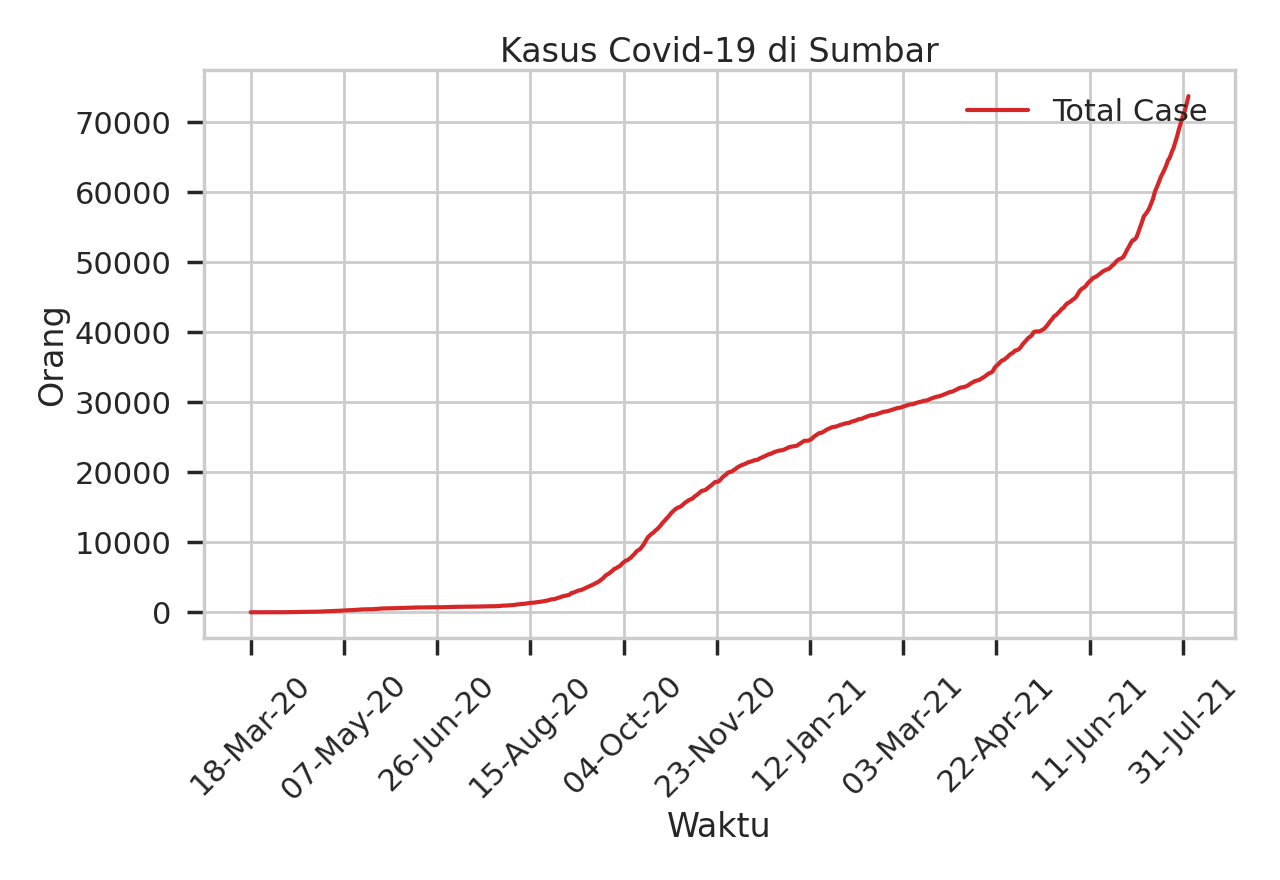 Kasus Covid-19 di Sumbar
Total Case
70000
60000
50000
40000
30000
20000
10000
0
Orang
18-Mar-20
07-May-20
26-Jun-20
15-Aug-20
04-Oct-20
23-Nov-20
12-Jan-21
03-Mar-21
22-Apr-21
11-Jun-21
31-Jul-21
Waktu